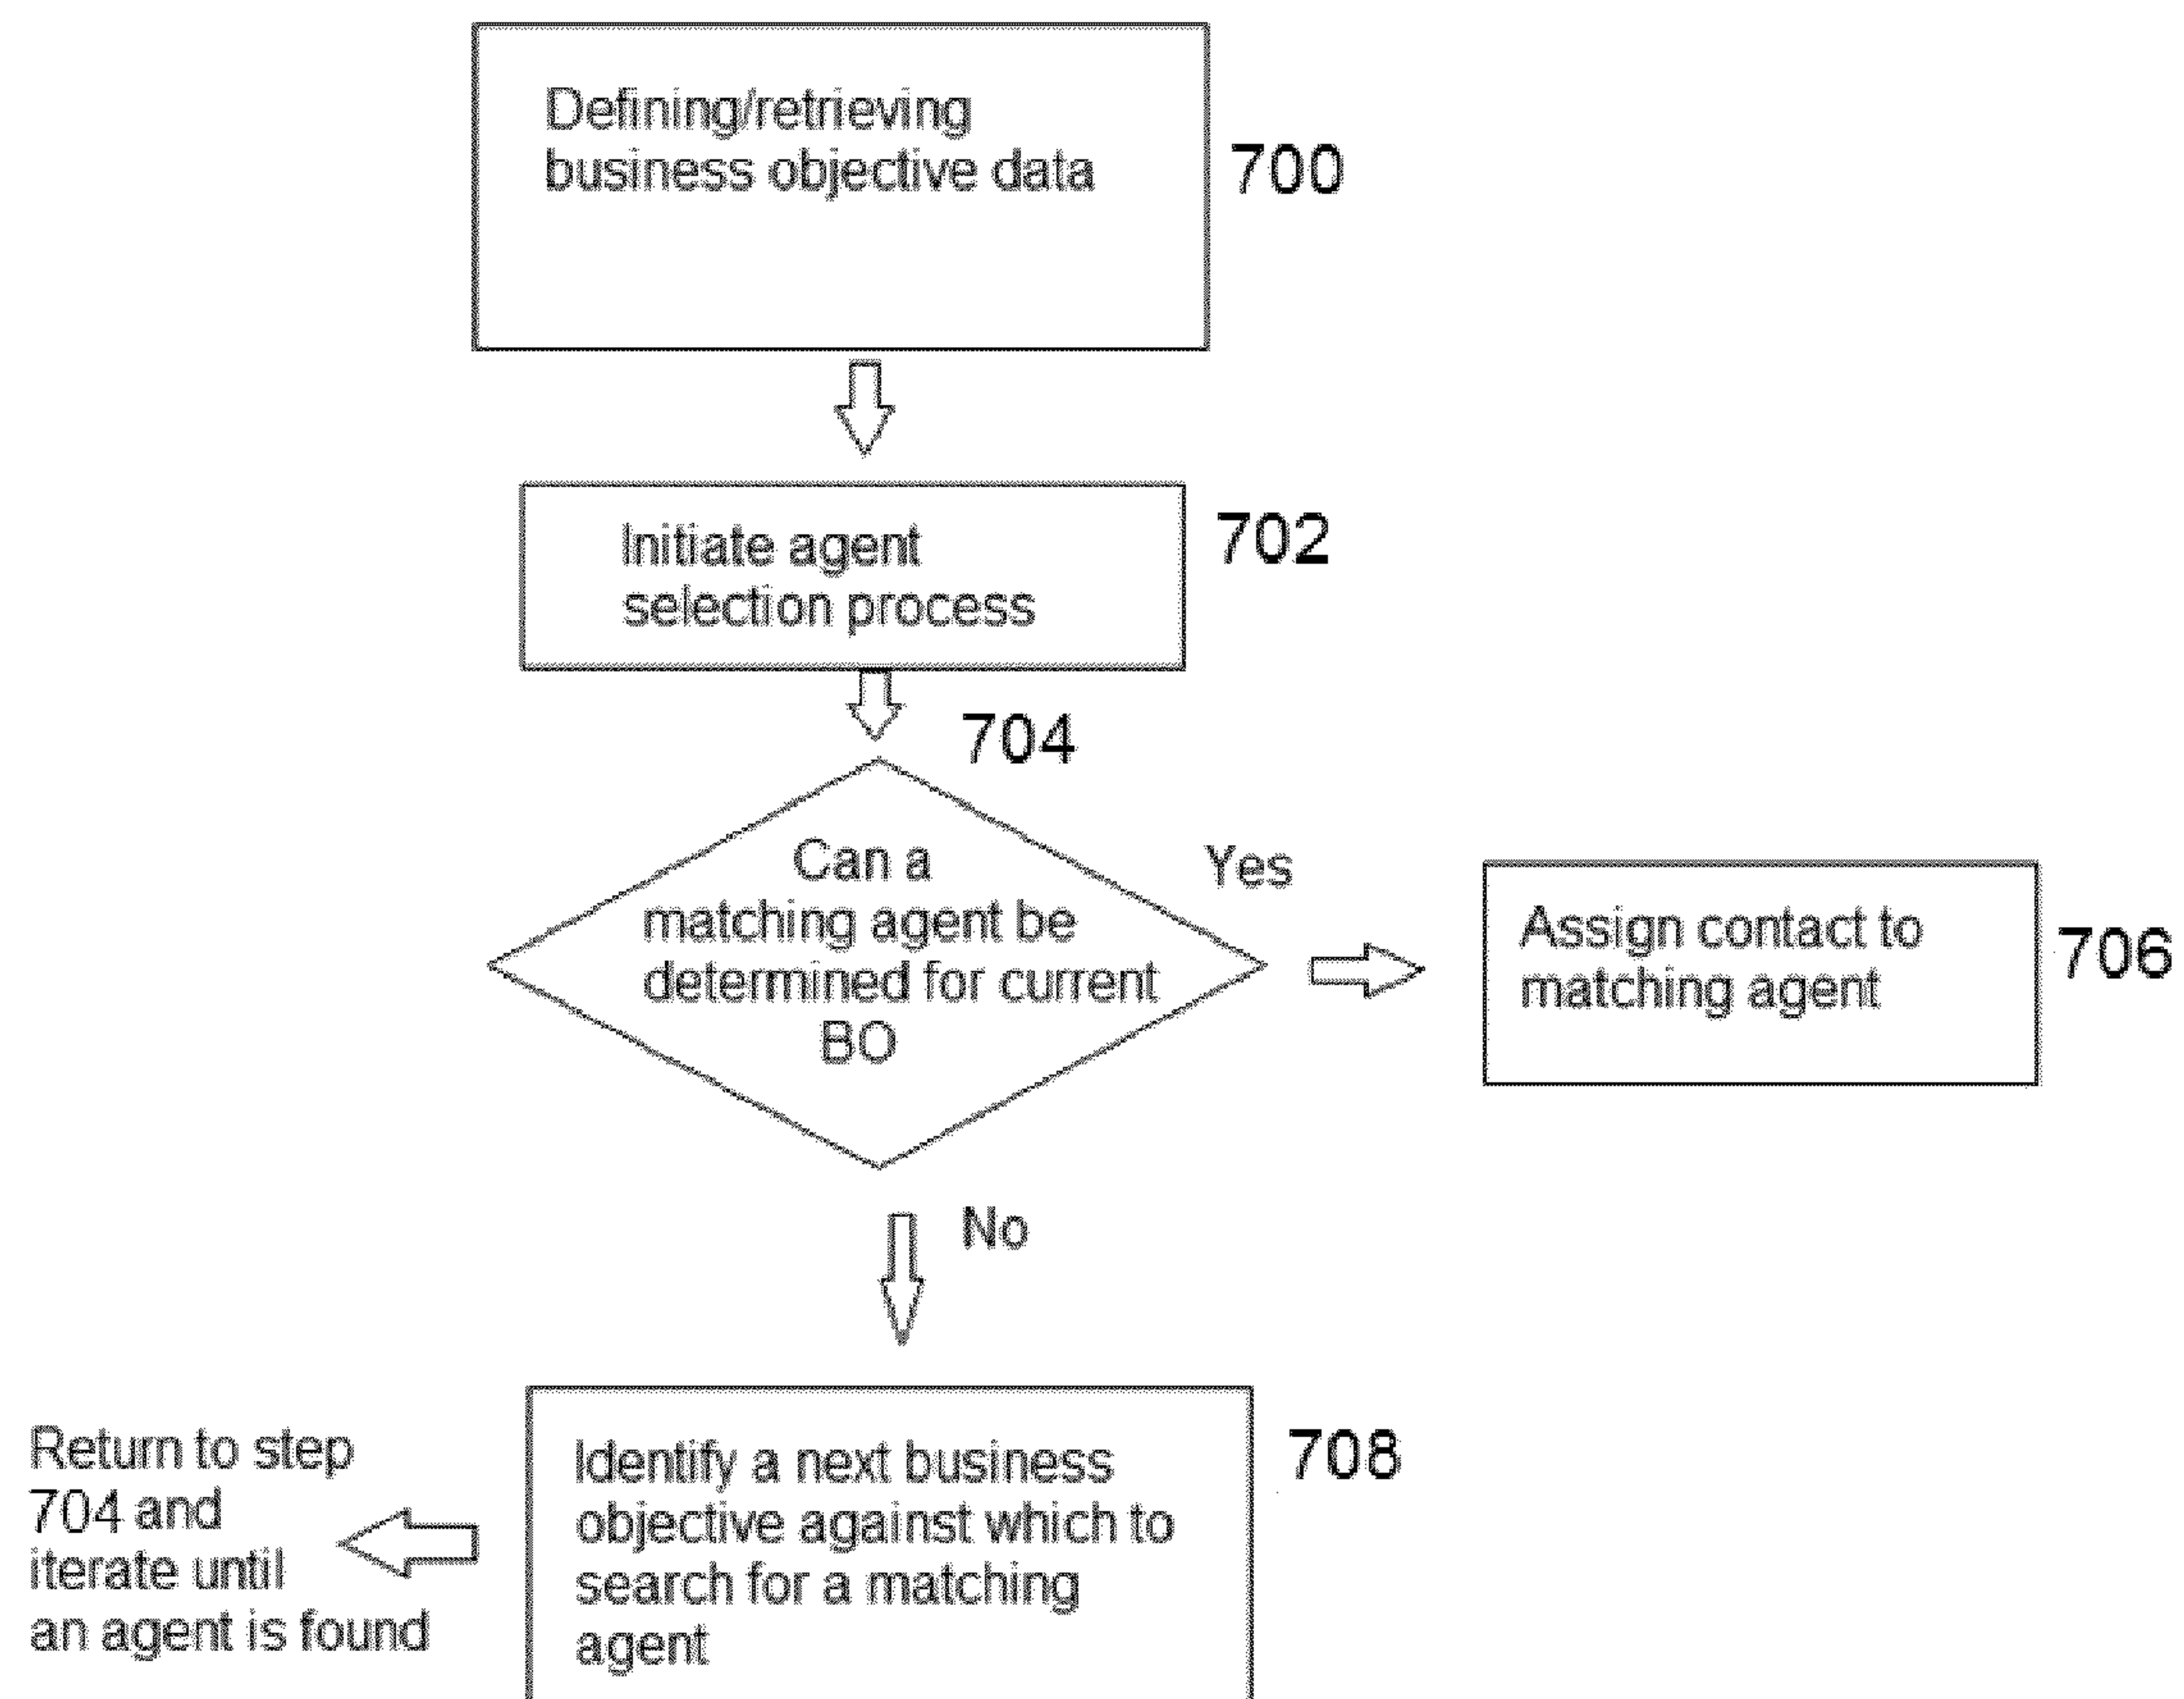 Defining/retrieving
business objective data
700
Initiate agent
selection process
702
704
Can a
matching agent be
determined for current
BO
Yes
Assign contact to
matching agent
706
No
Identify a next business
objective against which to
search for a matching
agent
708
Return to step
704 and
iterate until
an agent is found